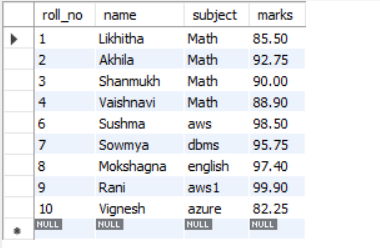 roll_no name subject marks
1 Likhitha Math 85.50
2 Akhila Math 92.75
3 Shanmukh Math 90.00
4 Vaishnavi Math 88.90
6 Sushma aws 98.50
7 Sowmya dbms 95.75
8 Mokshagna english 97.40
9 Rani aws1 99.90
10 Vignesh azure 82.25
NULL NULL NULL NULL